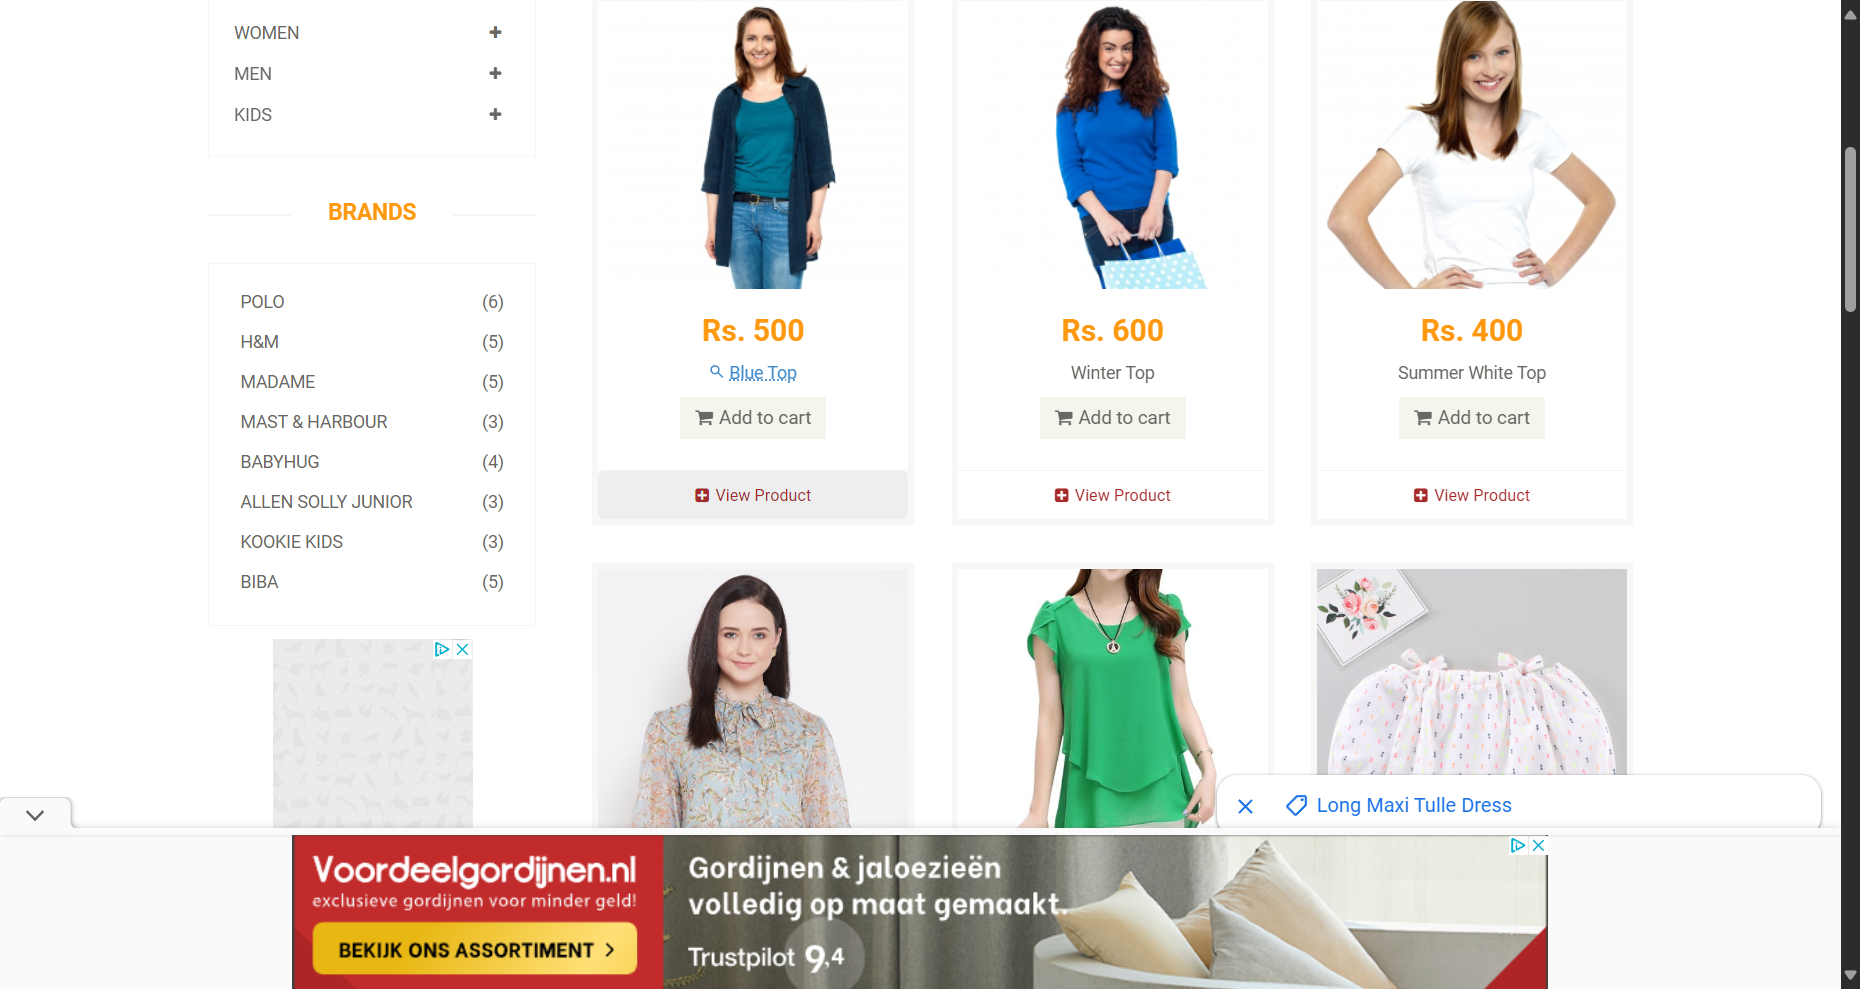 WOMEN
MEN
KIDS
BRANDS
POLO (6)
H&M (5)
MADAME (5)
MAST & HARBOUR (3)
BABYHUG (4)
ALLEN SOLLY JUNIOR (3)
KOOKIE KIDS (3)
BIBA (5)
Rs. 500
Blue Top
Add to cart
View Product
Rs. 600
Winter Top
Add to cart
View Product
Rs. 400
Summer White Top
Add to cart
View Product
Long Maxi Tulle Dress
Voordeelgordijnen.nl
exclusieve gordijnen voor minder geld!
BEKIJK ONS ASSORTIMENT
Gordijnen & jaloezieën
volledig op maat gemaakt.
Trustpilot 9,4